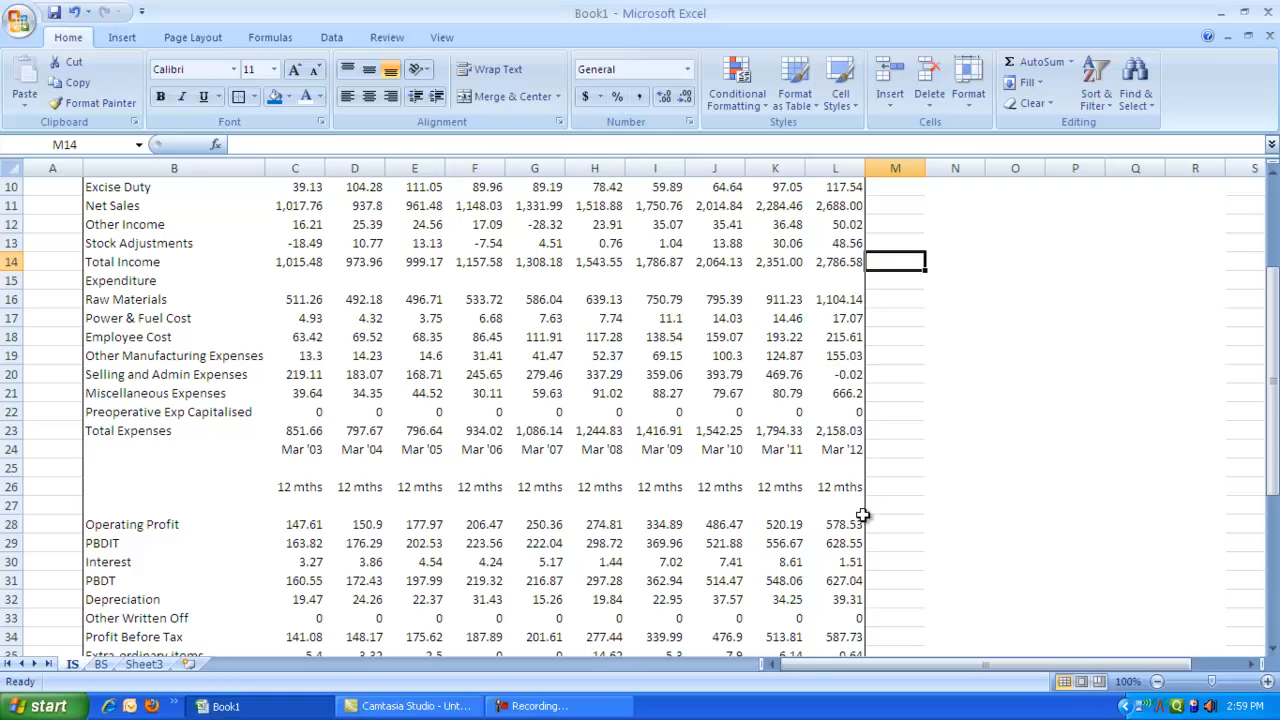 Book1 - Microsoft Excel
Home Insert Page Layout Formulas Data Review View
Paste Cut Copy Format Painter Clipboard
Calibri 11 A A B I U A Font
Wrap Text Merge & Center Alignment
General $ % , .0 .00 .00 .0 Number
Conditional Formatting Format as Table Cell Styles Styles
Insert Delete Format Cells
Σ AutoSum Fill Clear Sort & Filter Find & Select Editing
M14 fx
A B C D E F G H I J K L M N O P Q R S
10 Excise Duty 39.13 104.28 111.05 89.96 89.19 78.42 59.89 64.64 97.05 117.54
11 Net Sales 1,017.76 937.8 961.48 1,148.03 1,331.99 1,518.88 1,750.76 2,014.84 2,284.46 2,688.00
12 Other Income 16.21 25.39 24.56 17.09 -28.32 23.91 35.07 35.41 36.48 50.02
13 Stock Adjustments -18.49 10.77 13.13 -7.54 4.51 0.76 1.04 13.88 30.06 48.56
14 Total Income 1,015.48 973.96 999.17 1,157.58 1,308.18 1,543.55 1,786.87 2,064.13 2,351.00 2,786.58
15 Expenditure
16 Raw Materials 511.26 492.18 496.71 533.72 586.04 639.13 750.79 795.39 911.23 1,104.14
17 Power & Fuel Cost 4.93 4.32 3.75 6.68 7.63 7.74 11.1 14.03 14.46 17.07
18 Employee Cost 63.42 69.52 68.35 86.45 111.91 117.28 138.54 159.07 193.22 215.61
19 Other Manufacturing Expenses 13.3 14.23 14.6 31.41 41.47 52.37 69.15 100.3 124.87 155.03
20 Selling and Admin Expenses 219.11 183.07 168.71 245.65 279.46 337.29 359.06 393.79 469.76 -0.02
21 Miscellaneous Expenses 39.64 34.35 44.52 30.11 59.63 91.02 88.27 79.67 80.79 666.2
22 Preoperative Exp Capitalised 0 0 0 0 0 0 0 0 0 0
23 Total Expenses 851.66 797.67 796.64 934.02 1,086.14 1,244.83 1,416.91 1,542.25 1,794.33 2,158.03
24 Mar '03 Mar '04 Mar '05 Mar '06 Mar '07 Mar '08 Mar '09 Mar '10 Mar '11 Mar '12
25
26 12 mths 12 mths 12 mths 12 mths 12 mths 12 mths 12 mths 12 mths 12 mths 12 mths
27
28 Operating Profit 147.61 150.9 177.97 206.47 250.36 274.81 334.89 486.47 520.19 578.53
29 PBDIT 163.82 176.29 202.53 223.56 222.04 298.72 369.96 521.88 556.67 628.55
30 Interest 3.27 3.86 4.54 4.24 5.17 1.44 7.02 7.41 8.61 1.51
31 PBDT 160.55 172.43 197.99 219.32 216.87 297.28 362.94 514.47 548.06 627.04
32 Depreciation 19.47 24.26 22.37 31.43 15.26 19.84 22.95 37.57 34.25 39.31
33 Other Written Off 0 0 0 0 0 0 0 0 0 0
34 Profit Before Tax 141.08 148.17 175.62 187.89 201.61 277.44 339.99 476.9 513.81 587.73
35 Extra-ordinary items 5.4 3.32 2.5 0 0 14.62 5.3 7.9 6.14 0.64
IS BS Sheet3
Ready 100%
start Book1 Camtasia Studio - Unt... Recording... 2:59 PM